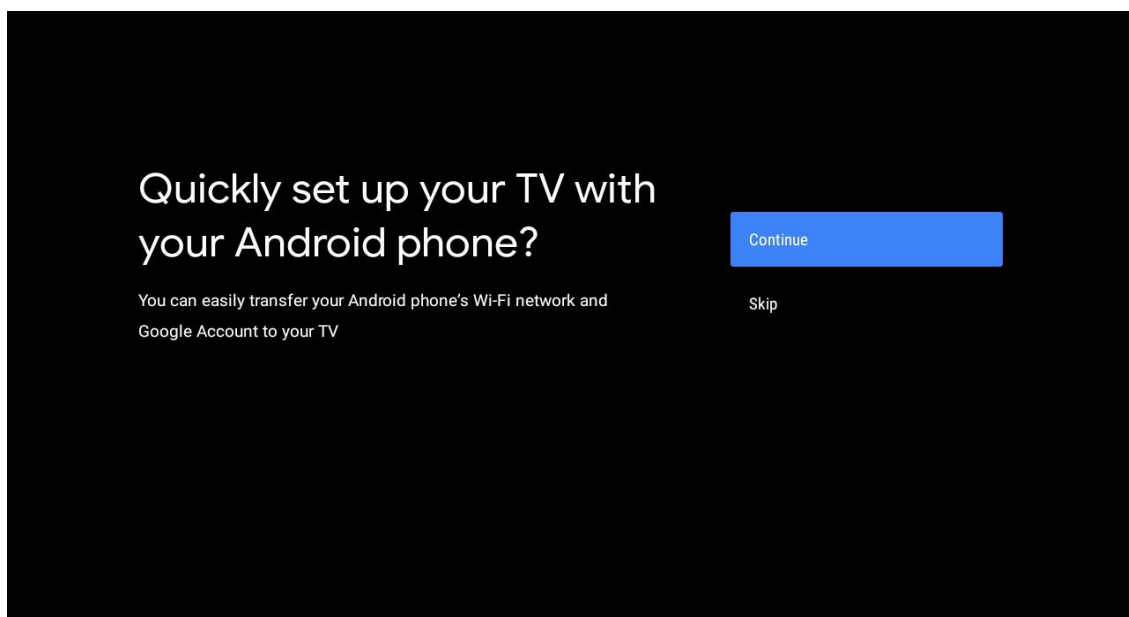 Quickly set up your TV with
your Android phone?
You can easily transfer your Android phone’s Wi-Fi network and
Google Account to your TV
Continue
Skip